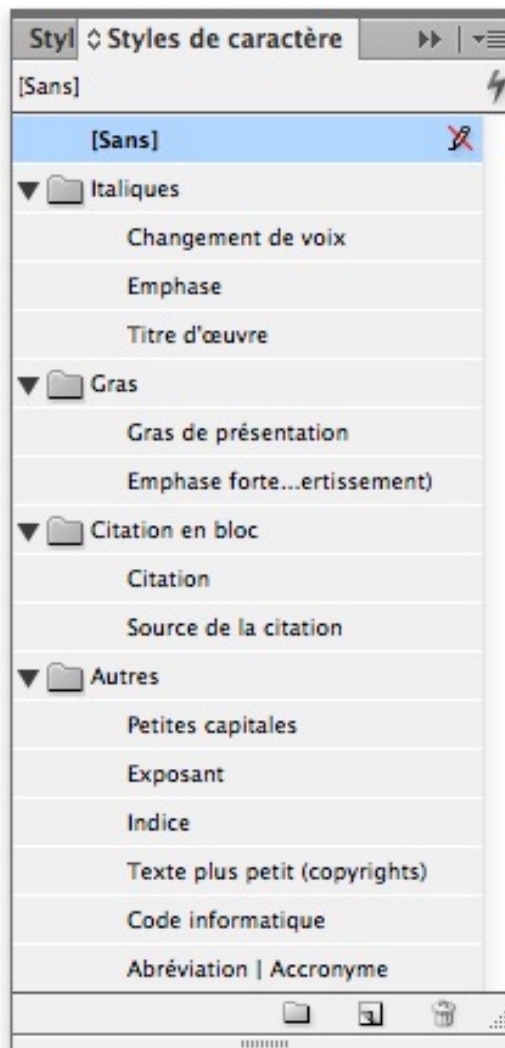 Styl Styles de caractère
[Sans]
[Sans]
Italiques
Changement de voix
Emphase
Titre d'œuvre
Gras
Gras de présentation
Emphase forte...ertissement)
Citation en bloc
Citation
Source de la citation
Autres
Petites capitales
Exposant
Indice
Texte plus petit (copyrights)
Code informatique
Abréviation | Accronyme